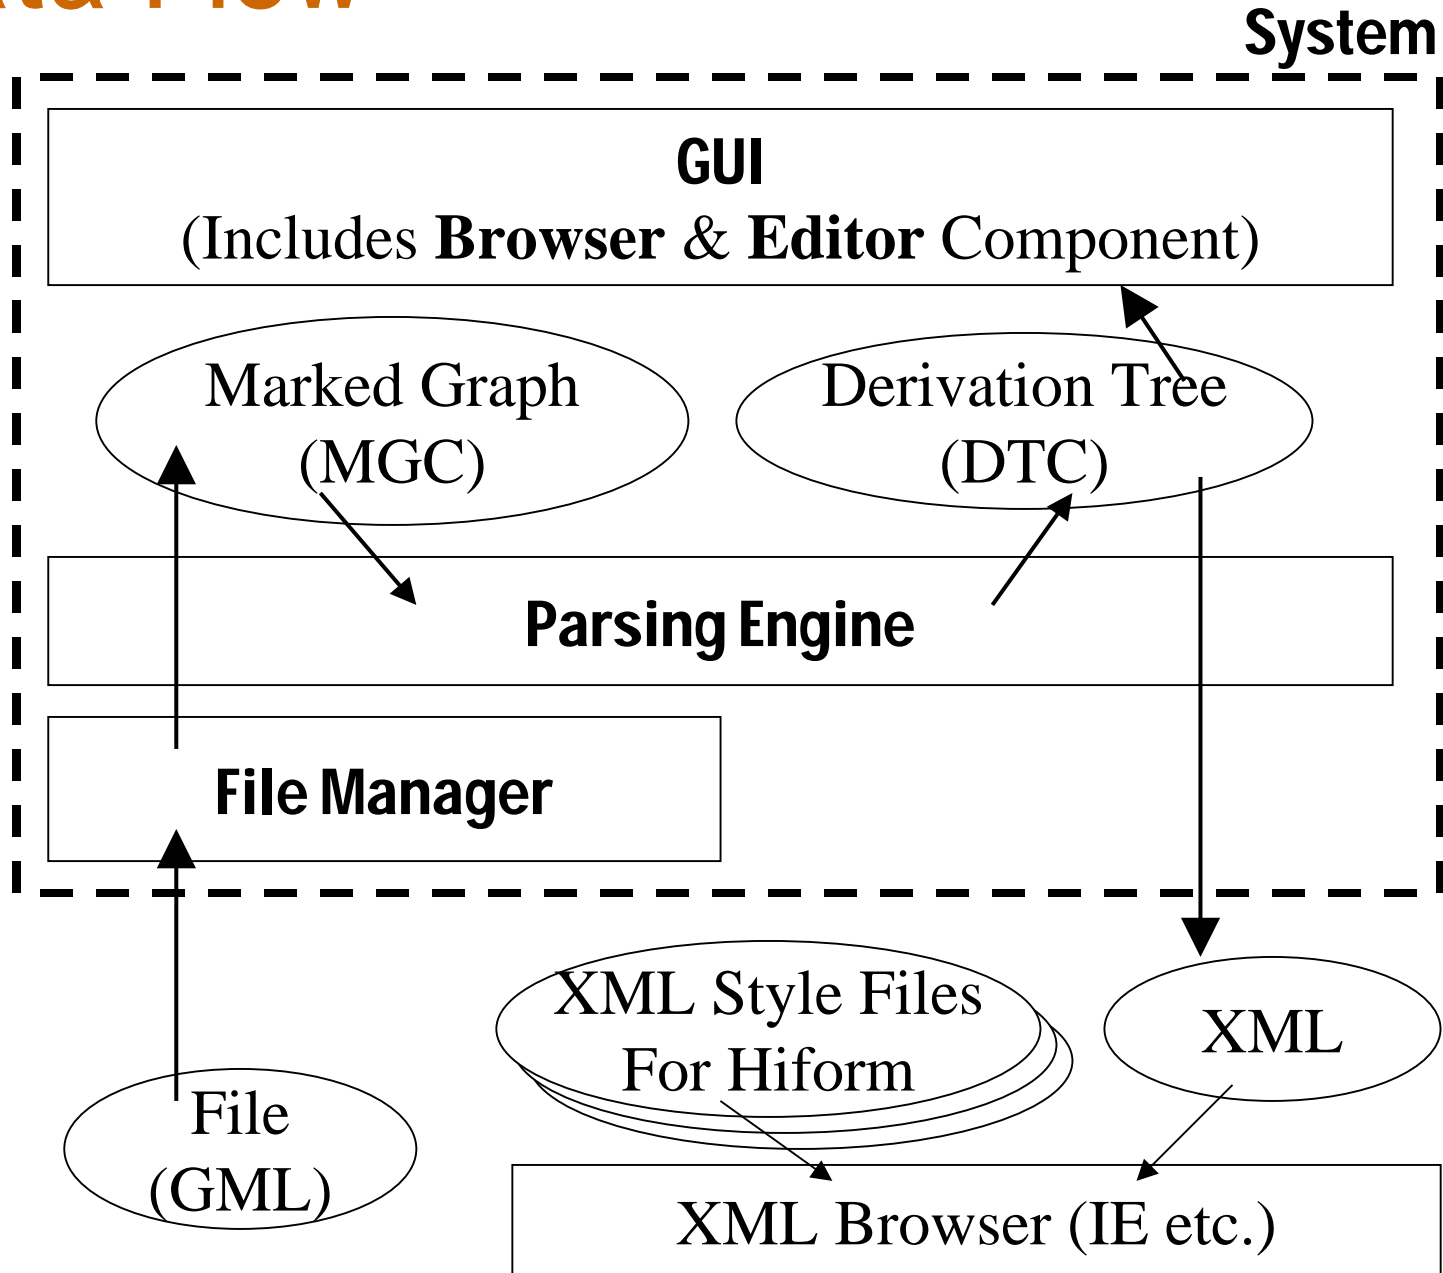 Flow
System
GUI
(Includes Browser & Editor Component)
Marked Graph
(MGC)
Derivation Tree
(DTC)
Parsing Engine
File Manager
XML Style Files
For Hiform
XML
File
(GML)
XML Browser (IE etc.)